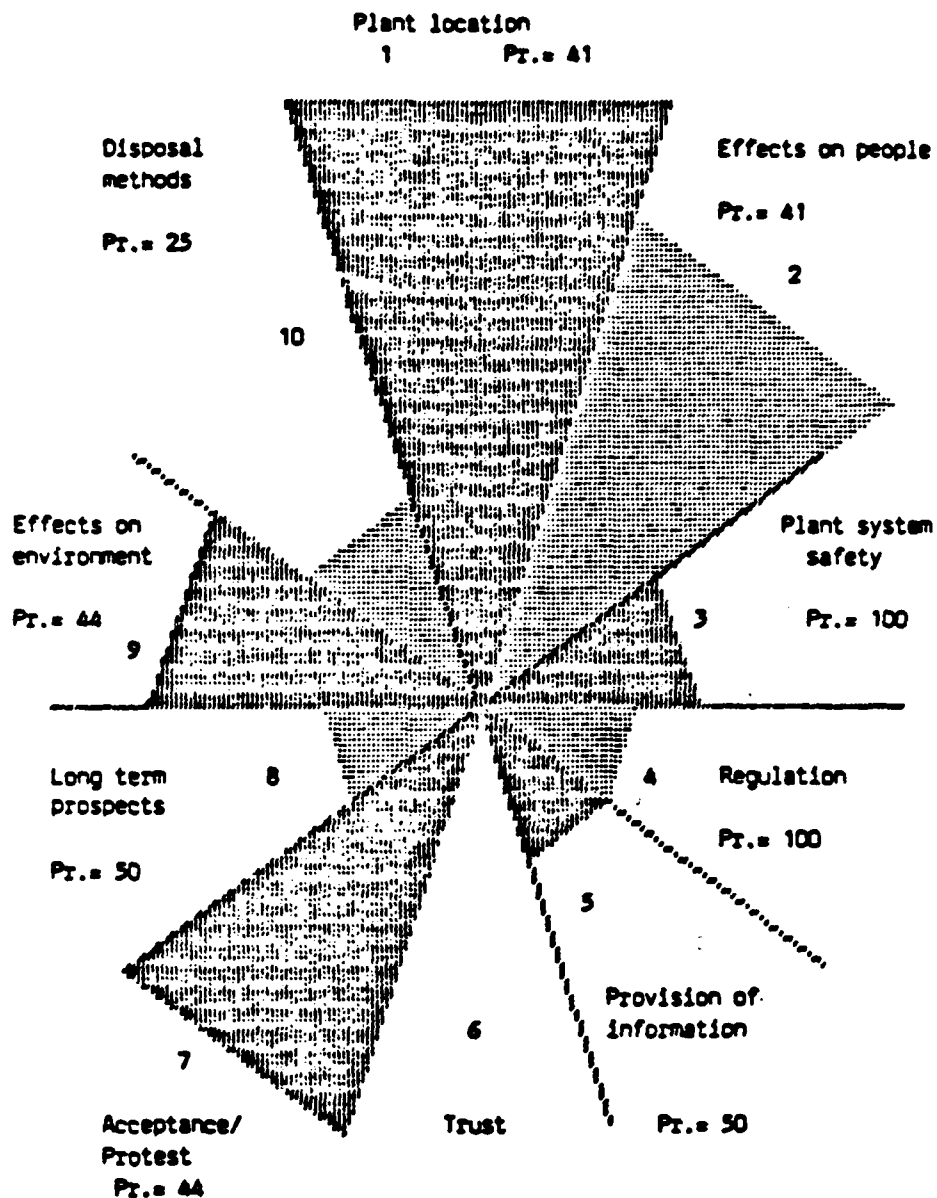 Plant location
1 Pr.= 41
Disposal
methods
Pr.= 25
10
Effects on people
Pr.= 41
2
Effects on
environment
Pr.= 44
9
Plant system
safety
Pr.= 100
3
Long term
prospects
Pr.= 50
8
4
Regulation
Pr.= 100
5
Provision of
information
Pr.= 50
6
Trust
7
Acceptance/
Protest
Pr.= 44